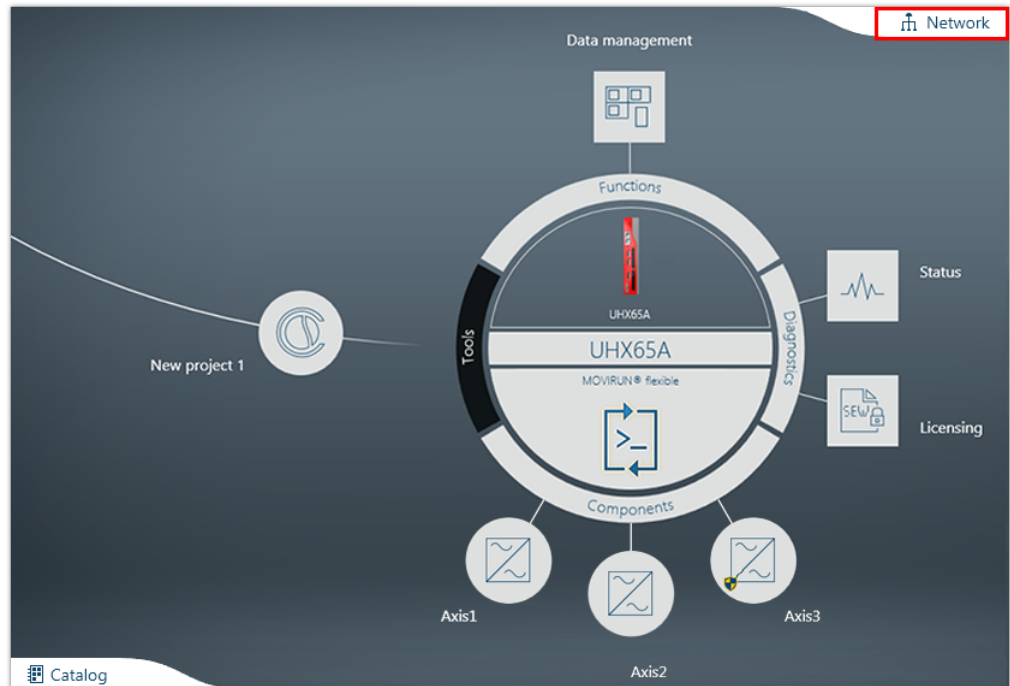 Network
Data management
Functions
Status
UHX65A
Diagnostics
Tools
UHX65A
New project 1
MOVIRUN® flexible
SEW
Licensing
>_
Components
Axis1
Axis3
Axis2
Catalog